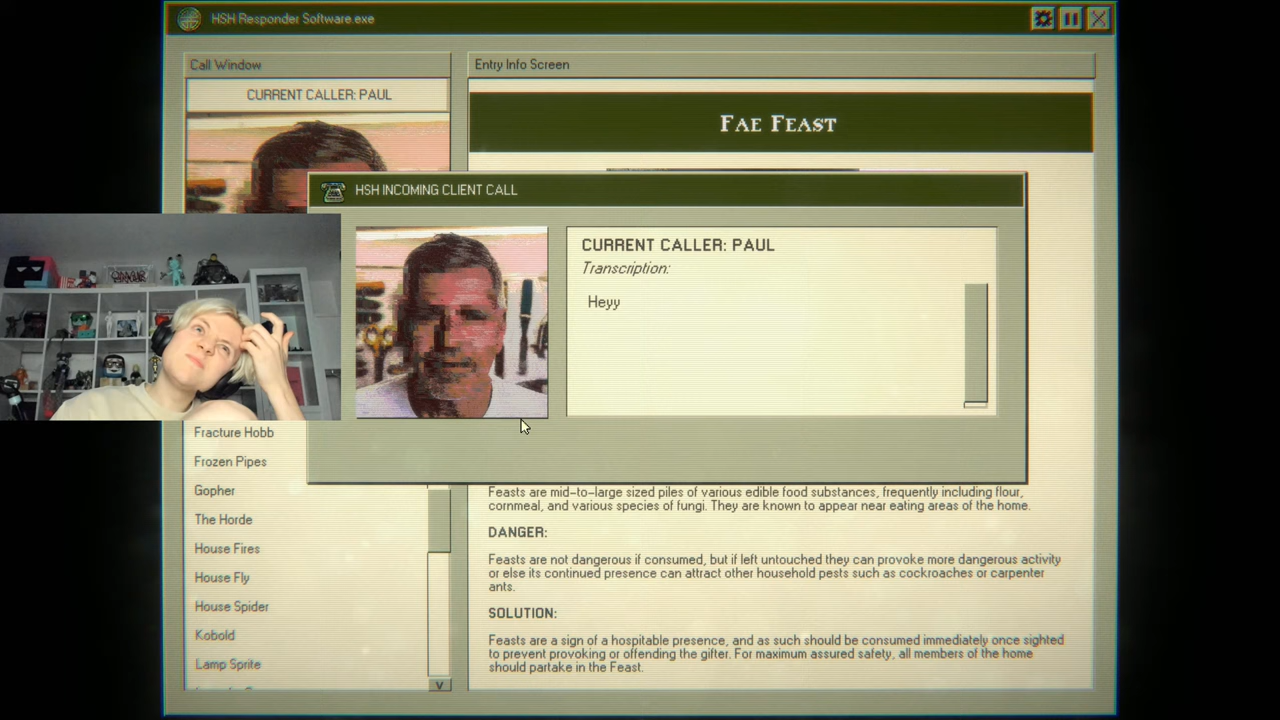 HSH Responder Software.exe
Call Window
Entry Info Screen
CURRENT CALLER: PAUL
FAE FEAST
HSH INCOMING CLIENT CALL
CURRENT CALLER: PAUL
Transcription:
Heyy
Fracture Hobb
Frozen Pipes
Gopher
The Horde
House Fires
House Fly
House Spider
Kobold
Lamp Sprite
Feasts are mid-to-large sized piles of various edible food substances, frequently including flour,
cornmeal, and various species of fungi. They are known to appear near eating areas of the home.
DANGER:
Feasts are not dangerous if consumed, but if left untouched they can provoke more dangerous activity
or else its continued presence can attract other household pests such as cockroaches or carpenter
ants.
SOLUTION:
Feasts are a sign of a hospitable presence, and as such should be consumed immediately once sighted
to prevent provoking or offending the gifter. For maximum assured safety, all members of the home
should partake in the Feast.